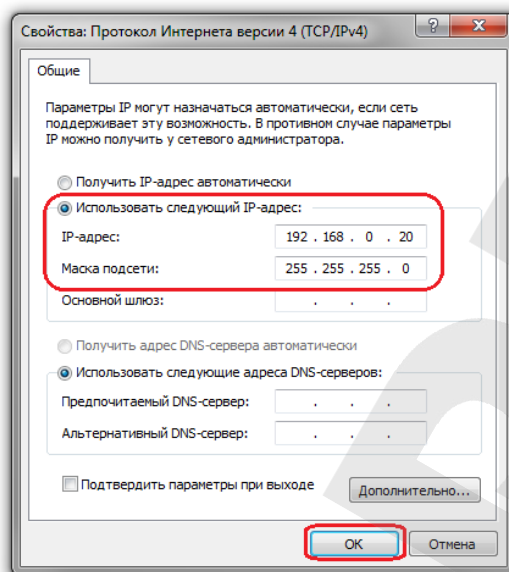 Свойства: Протокол Интернета версии 4 (TCP/IPv4)
Общие
Параметры IP могут назначаться автоматически, если сеть
поддерживает эту возможность. В противном случае параметры
IP можно получить у сетевого администратора.
Получить IP-адрес автоматически
Использовать следующий IP-адрес:
IP-адрес: 192 . 168 . 0 . 20
Маска подсети: 255 . 255 . 255 . 0
Основной шлюз: . . .
Получить адрес DNS-сервера автоматически
Использовать следующие адреса DNS-серверов:
Предпочитаемый DNS-сервер: . . .
Альтернативный DNS-сервер: . . .
Подтвердить параметры при выходе
Дополнительно...
OK Отмена